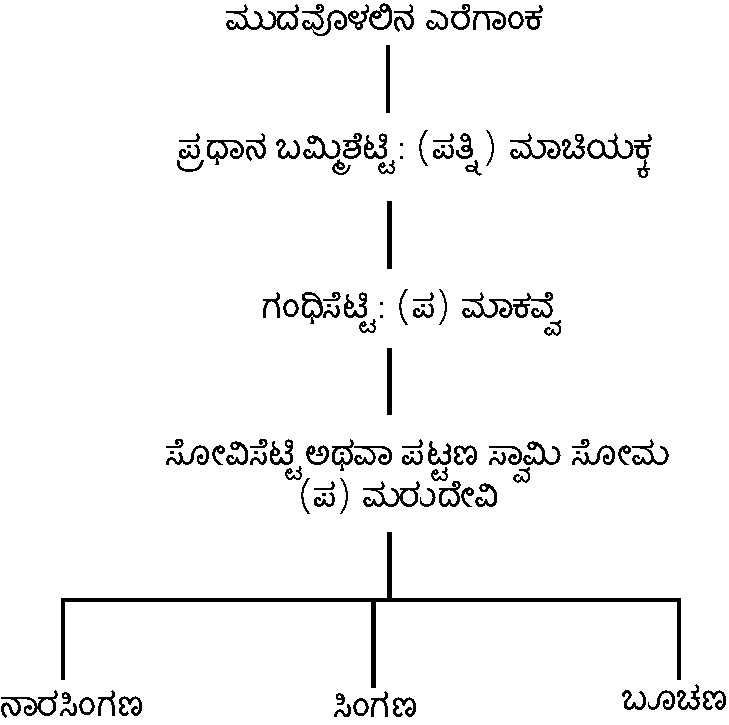 ಮುದವೊಳಲಿನ ಎರೆಗಾಂಕ
ಪ್ರಧಾನ ಬಮ್ಮಿಶ್ರೆಟ್ಟಿ: (ಪತ್ನಿ) ಮಾಚಿಯಕ್ಕ
ಗಂಧಿಸೆಟ್ಟಿ: (ಪ) ಮಾಕವ್ವೆ
ಸೋವಿಸೆಟ್ಟಿ ಅಥವಾ ಪಟ್ಟಣ ಸ್ವಾಮಿ ಸೋಮ
(ಪ) ಮರುದೇವಿ
ನಾರಸಿಂಗಣ ಸಿಂಗಣ ಬೂಚಣ